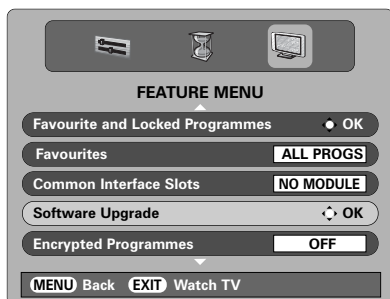 FEATURE MENU
Favourite and Locked Programmes OK
Favourites ALL PROGS
Common Interface Slots NO MODULE
Software Upgrade OK
Encrypted Programmes OFF
MENU Back EXIT Watch TV